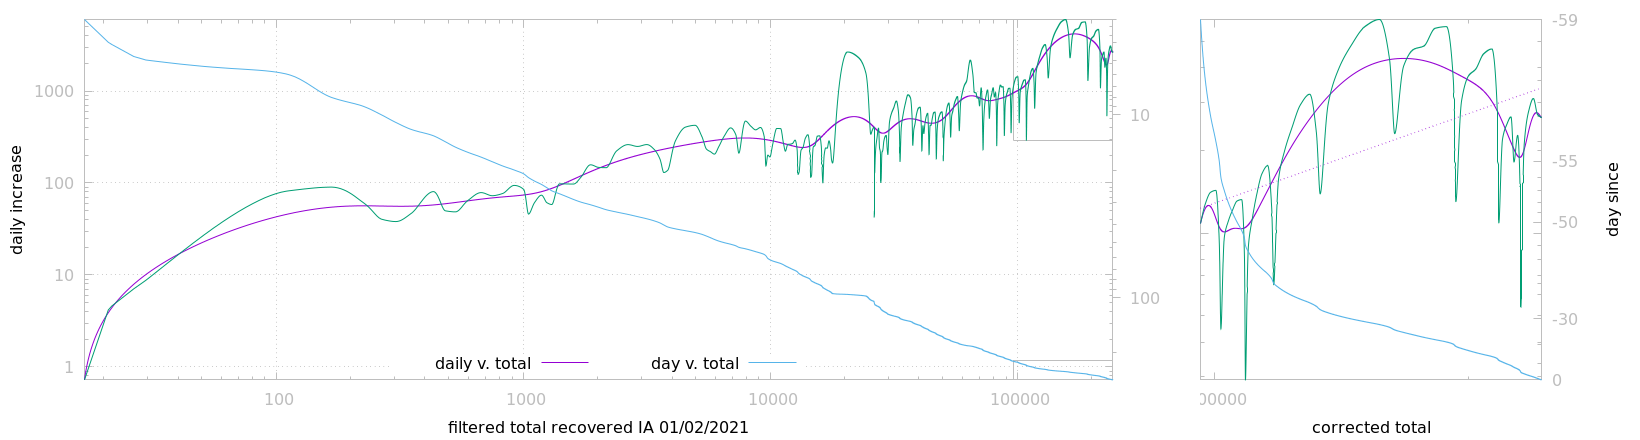 daily increase
1000
100
10
1
100
1000
10000
100000
filtered total recovered IA 01/02/2021
daily v. total
day v. total
10
100
00000
corrected total
-59
-55
-50
-30
0
day since